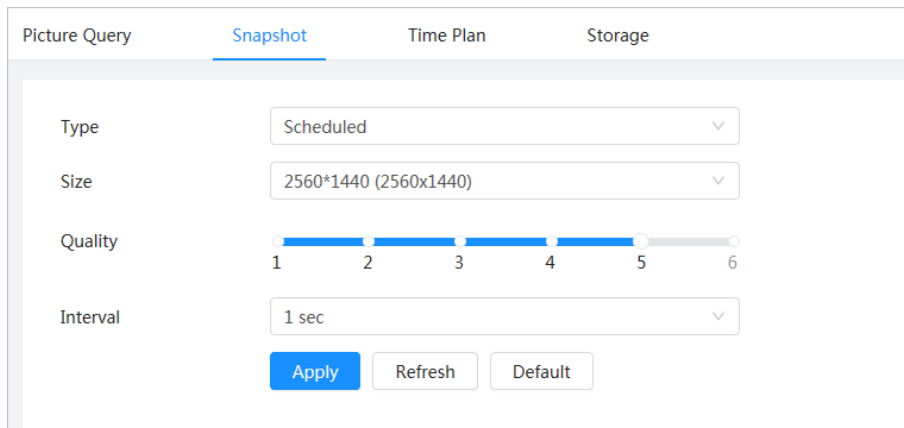 Picture Query Snapshot Time Plan Storage
Type Scheduled
Size 2560*1440 (2560x1440)
Quality
1 2 3 4 5 6
Interval 1 sec
Apply Refresh Default